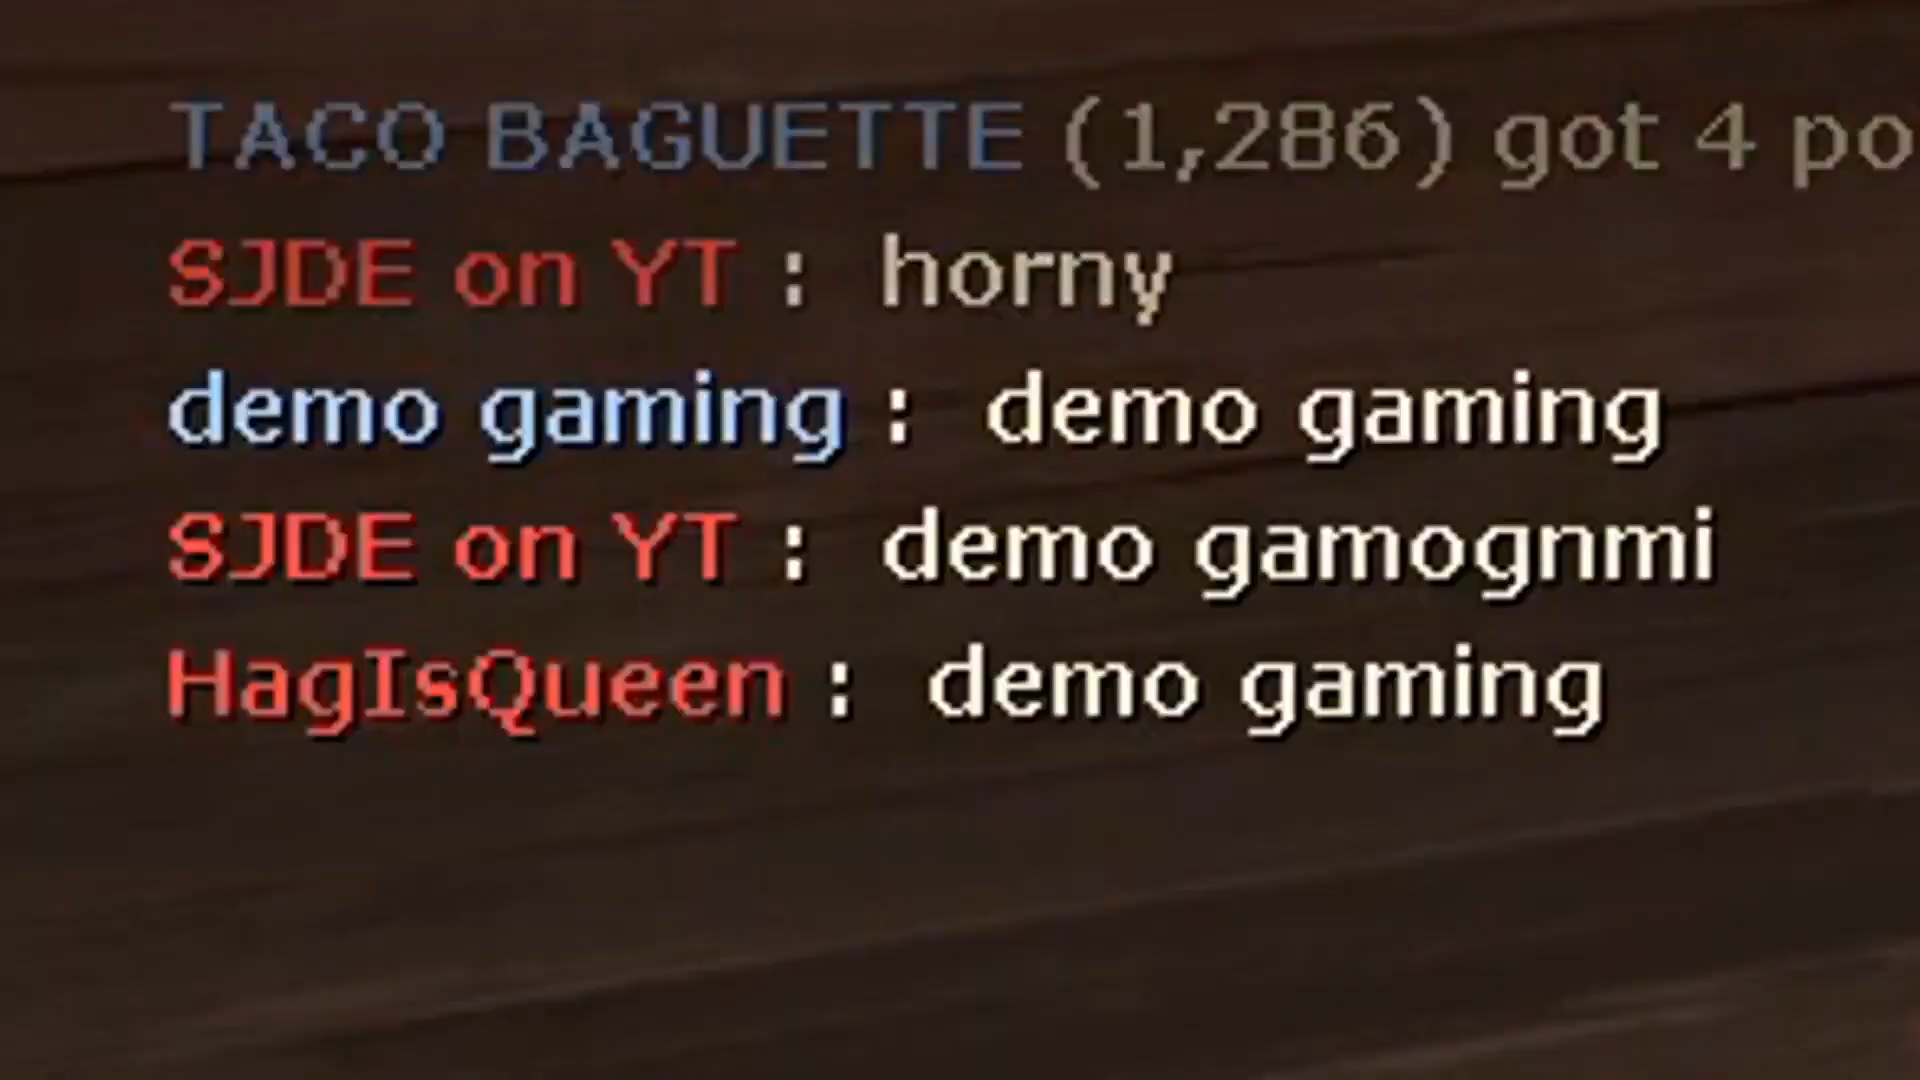 TACO BAGUETTE (1,286) got 4 po
SJDE on YT :  horny
demo gaming :  demo gaming
SJDE on YT :  demo gamognmi
HagIsQueen :  demo gaming